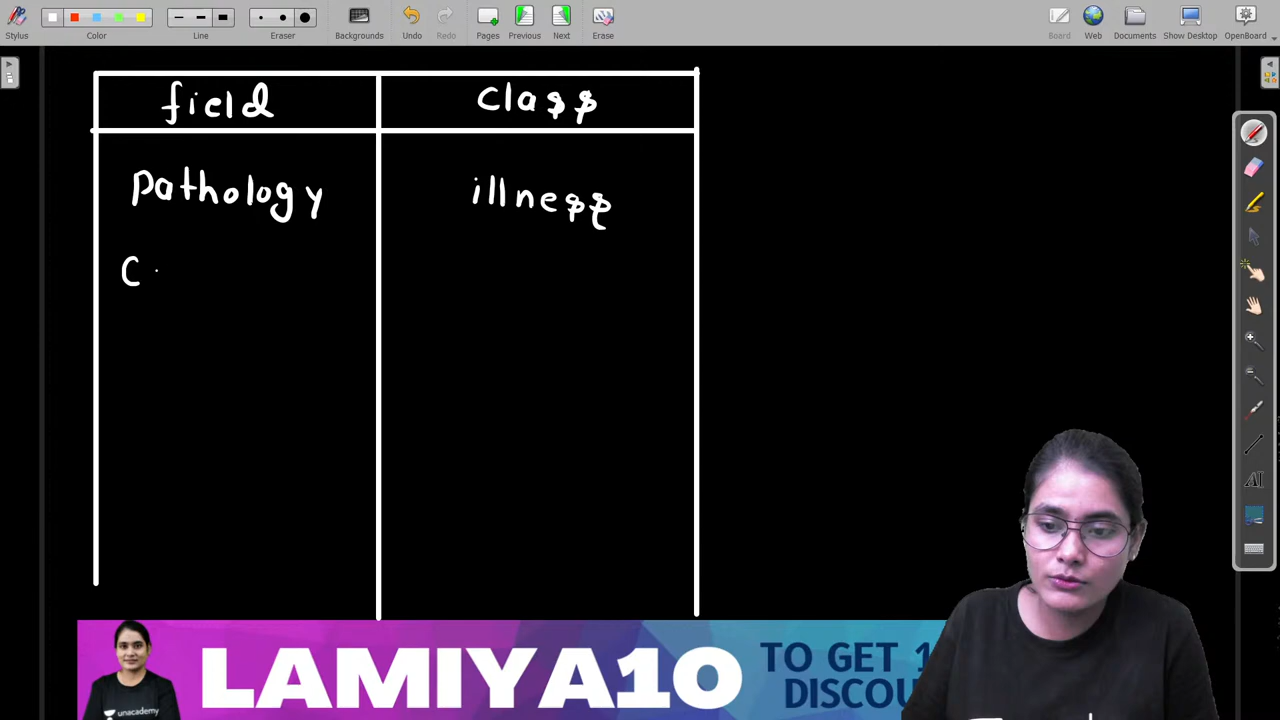 Stylus
Color
Line
Eraser
Backgrounds
Undo
Redo
Pages
Previous
Next
Erase
Board
Web
Documents
Show Desktop
OpenBoard
field class
pathology illness
C
LAMIYA10
TO GET 1
DISCOU
unacademy